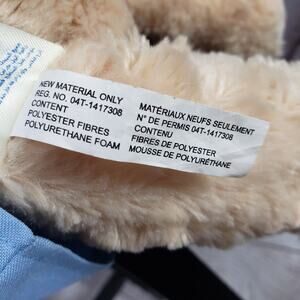 NEW MATERIAL ONLY
REG. NO. 04T-1417308
CONTENT
POLYESTER FIBRES
POLYURETHANE FOAM
MATÉRIAUX NEUFS SEULEMENT
N° DE PERMIS 04T-1417308
CONTENU
FIBRES DE POLYESTER
MOUSSE DE POLYURÉTHANE